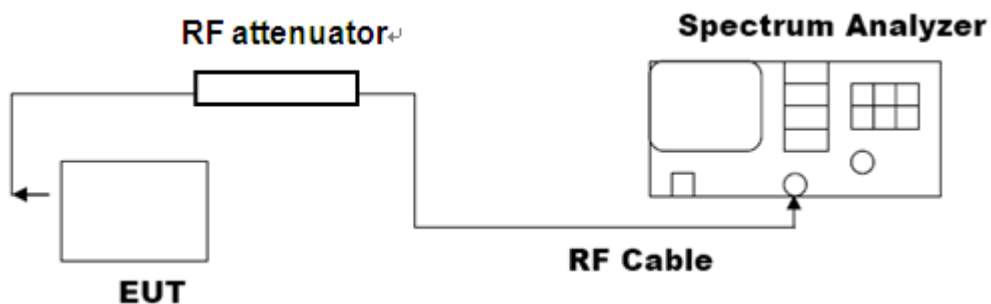 RF attenuator↵
Spectrum Analyzer
RF Cable
EUT